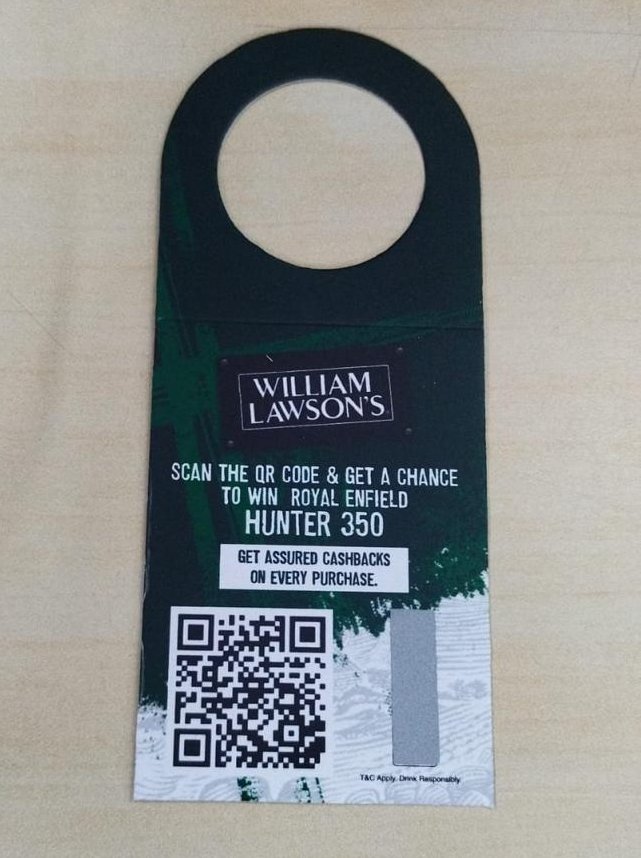 WILLIAM
LAWSON'S
SCAN THE QR CODE & GET A CHANCE
TO WIN ROYAL ENFIELD
HUNTER 350
GET ASSURED CASHBACKS
ON EVERY PURCHASE.
T&C Apply. Drink Responsibly.